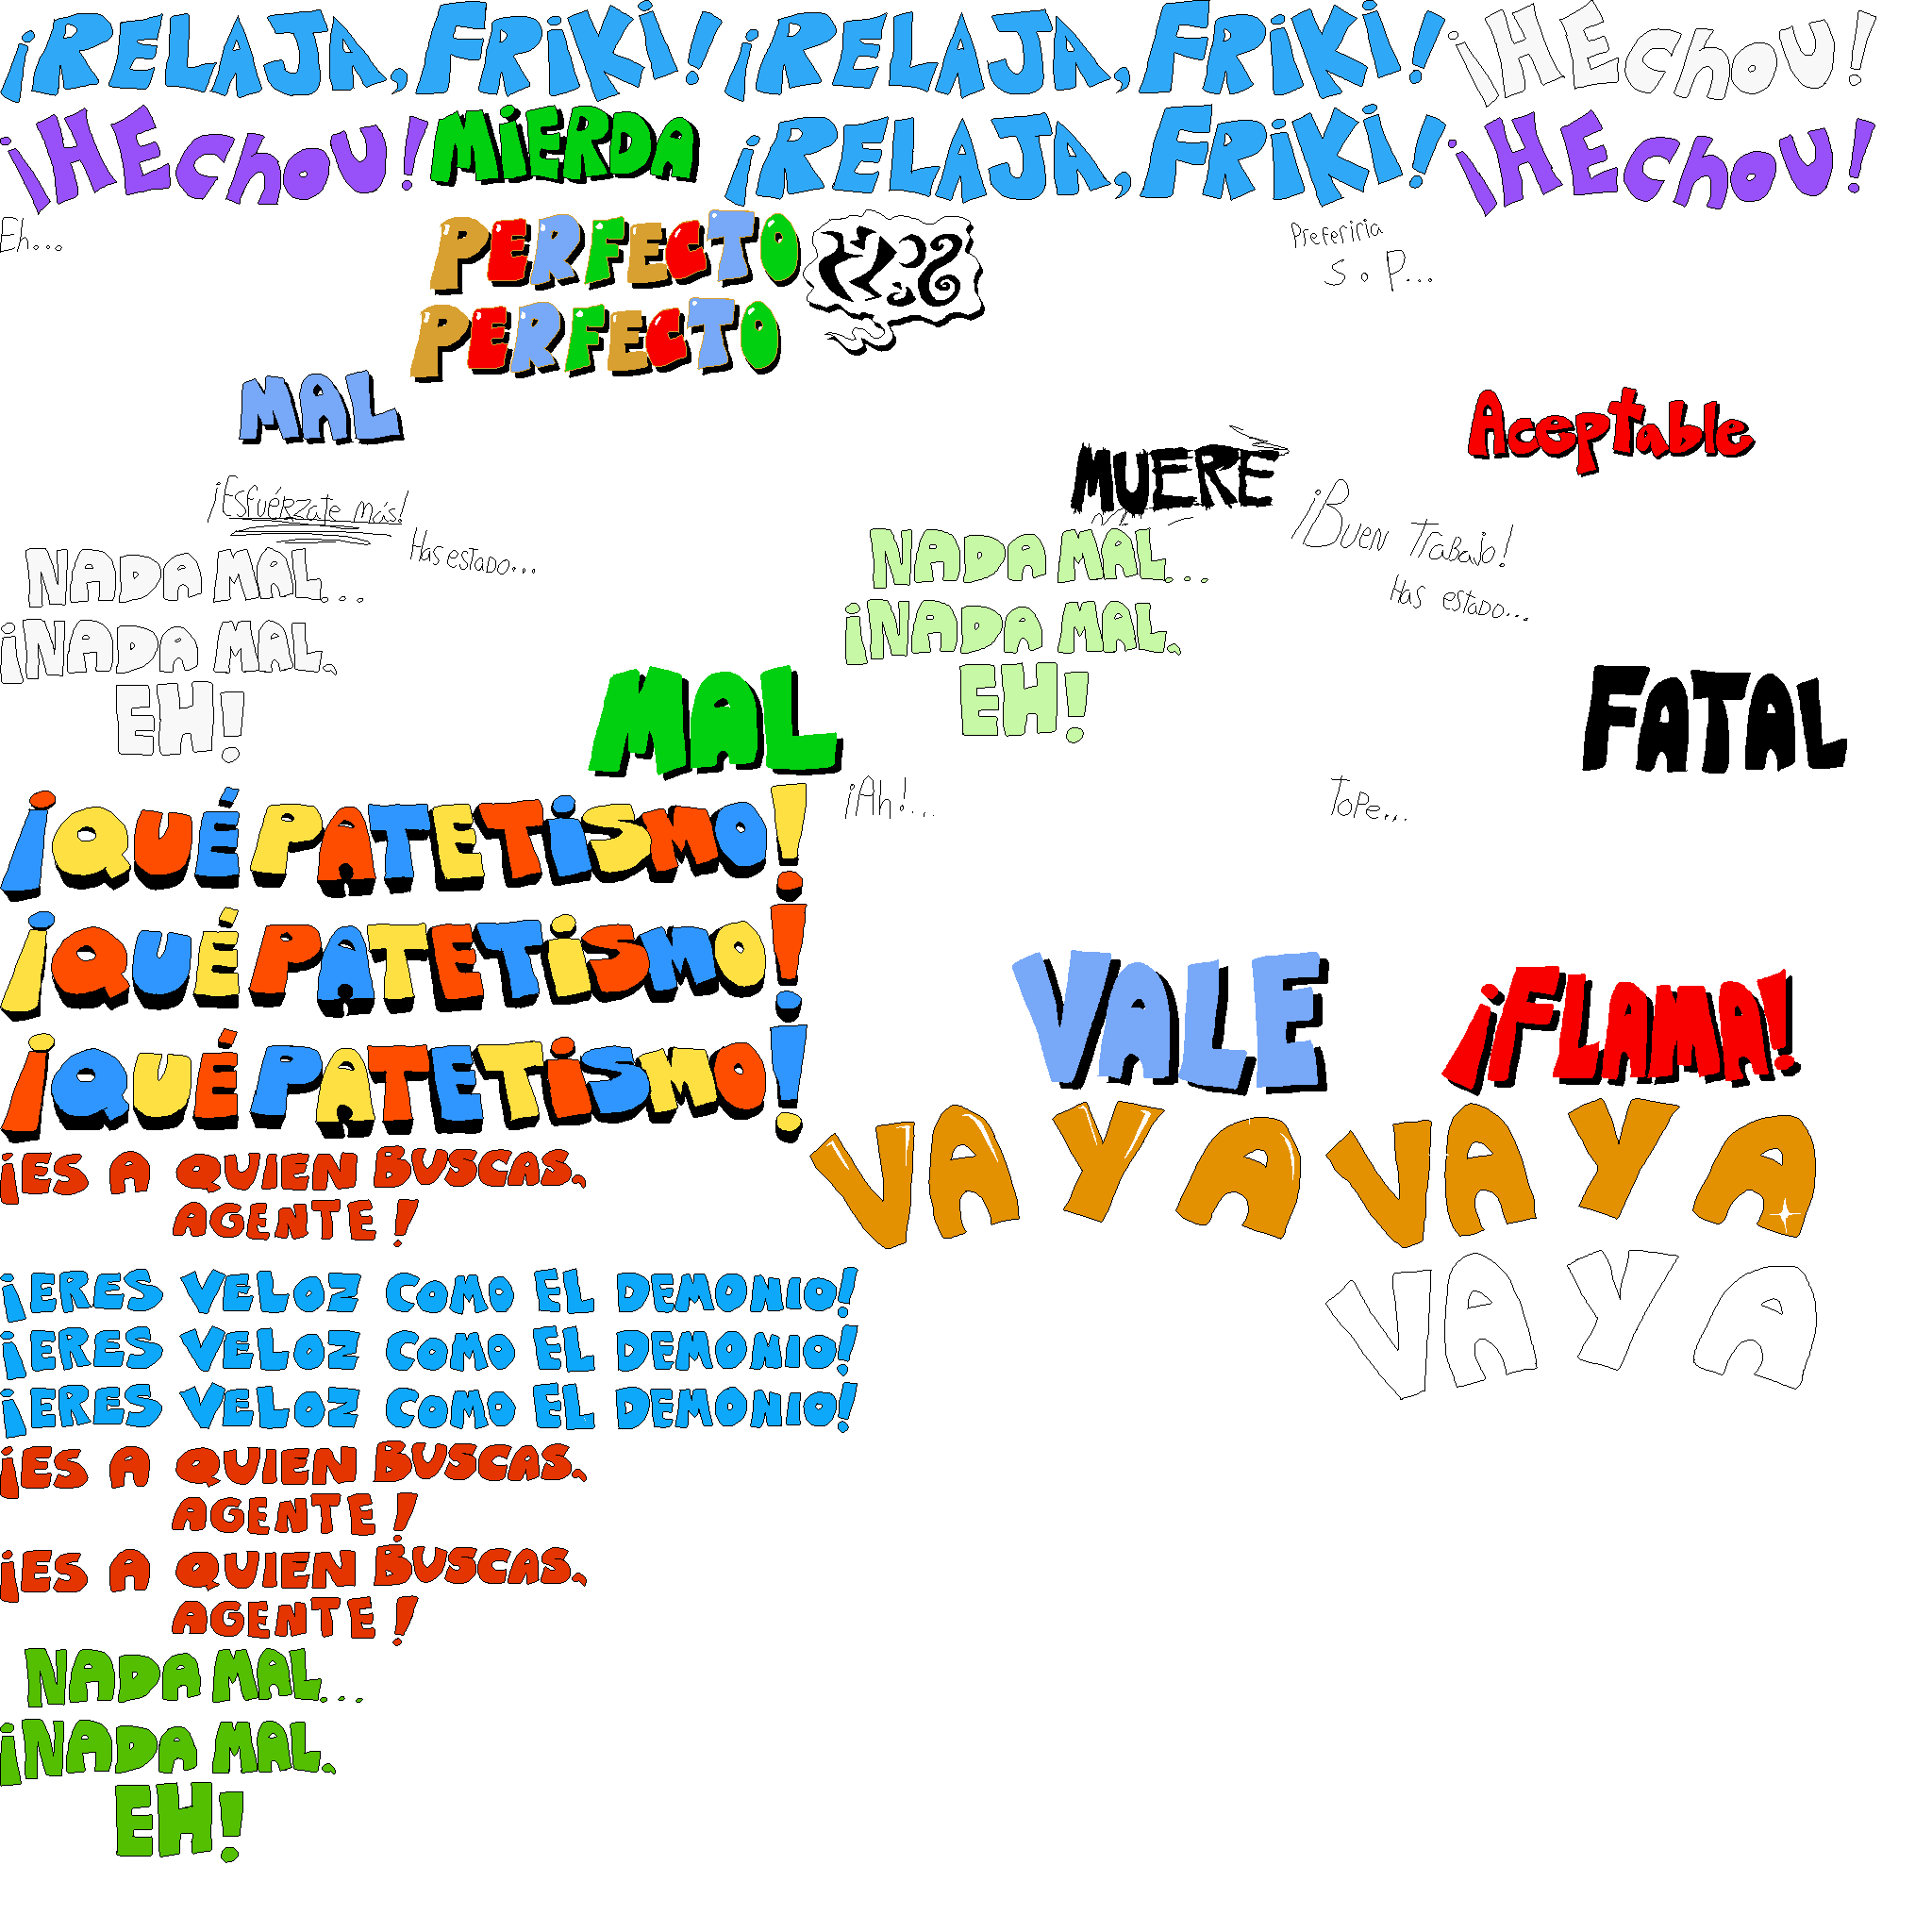 ¡RELAJA, FRIKI! ¡RELAJA, FRIKI! ¡HEchoU!
¡HEchoU! MiERDA ¡RELAJA, FRIKI! ¡HEchoU!
Eh...
PERFECTO
Preferiria
s o p...
PERFECTO
MAL
Aceptable
MUERE
¡Esfuérzate más!
¡Buen Trabajo!
Has estado...
NADA MAL...
NADA MAL...
Has estado...
¡NADA MAL,
EH!
¡NADA MAL,
EH!
MAL
FATAL
¡Ah!...
Tope...
¡QUÉ PATETiSMO!
¡QUÉ PATETiSMO!
¡QUÉ PATETiSMO!
VALE
¡FLAMA!
VAYA VAYA
VAYA
¡ES A QUIEN BUSCAS,
AGENTE!
¡ERES VELOZ COMO EL DEMONIO!
¡ERES VELOZ COMO EL DEMONIO!
¡ERES VELOZ COMO EL DEMONIO!
¡ES A QUIEN BUSCAS,
AGENTE!
¡ES A QUIEN BUSCAS,
AGENTE!
NADA MAL...
¡NADA MAL,
EH!